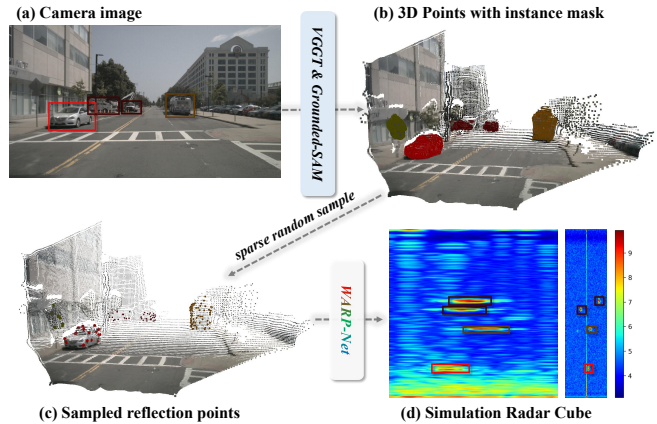 (a) Camera image
(b) 3D Points with instance mask
VGGT & Grounded-SAM
sparse random sample
WARP-Net
9
8
7
6
5
4
(c) Sampled reflection points
(d) Simulation Radar Cube